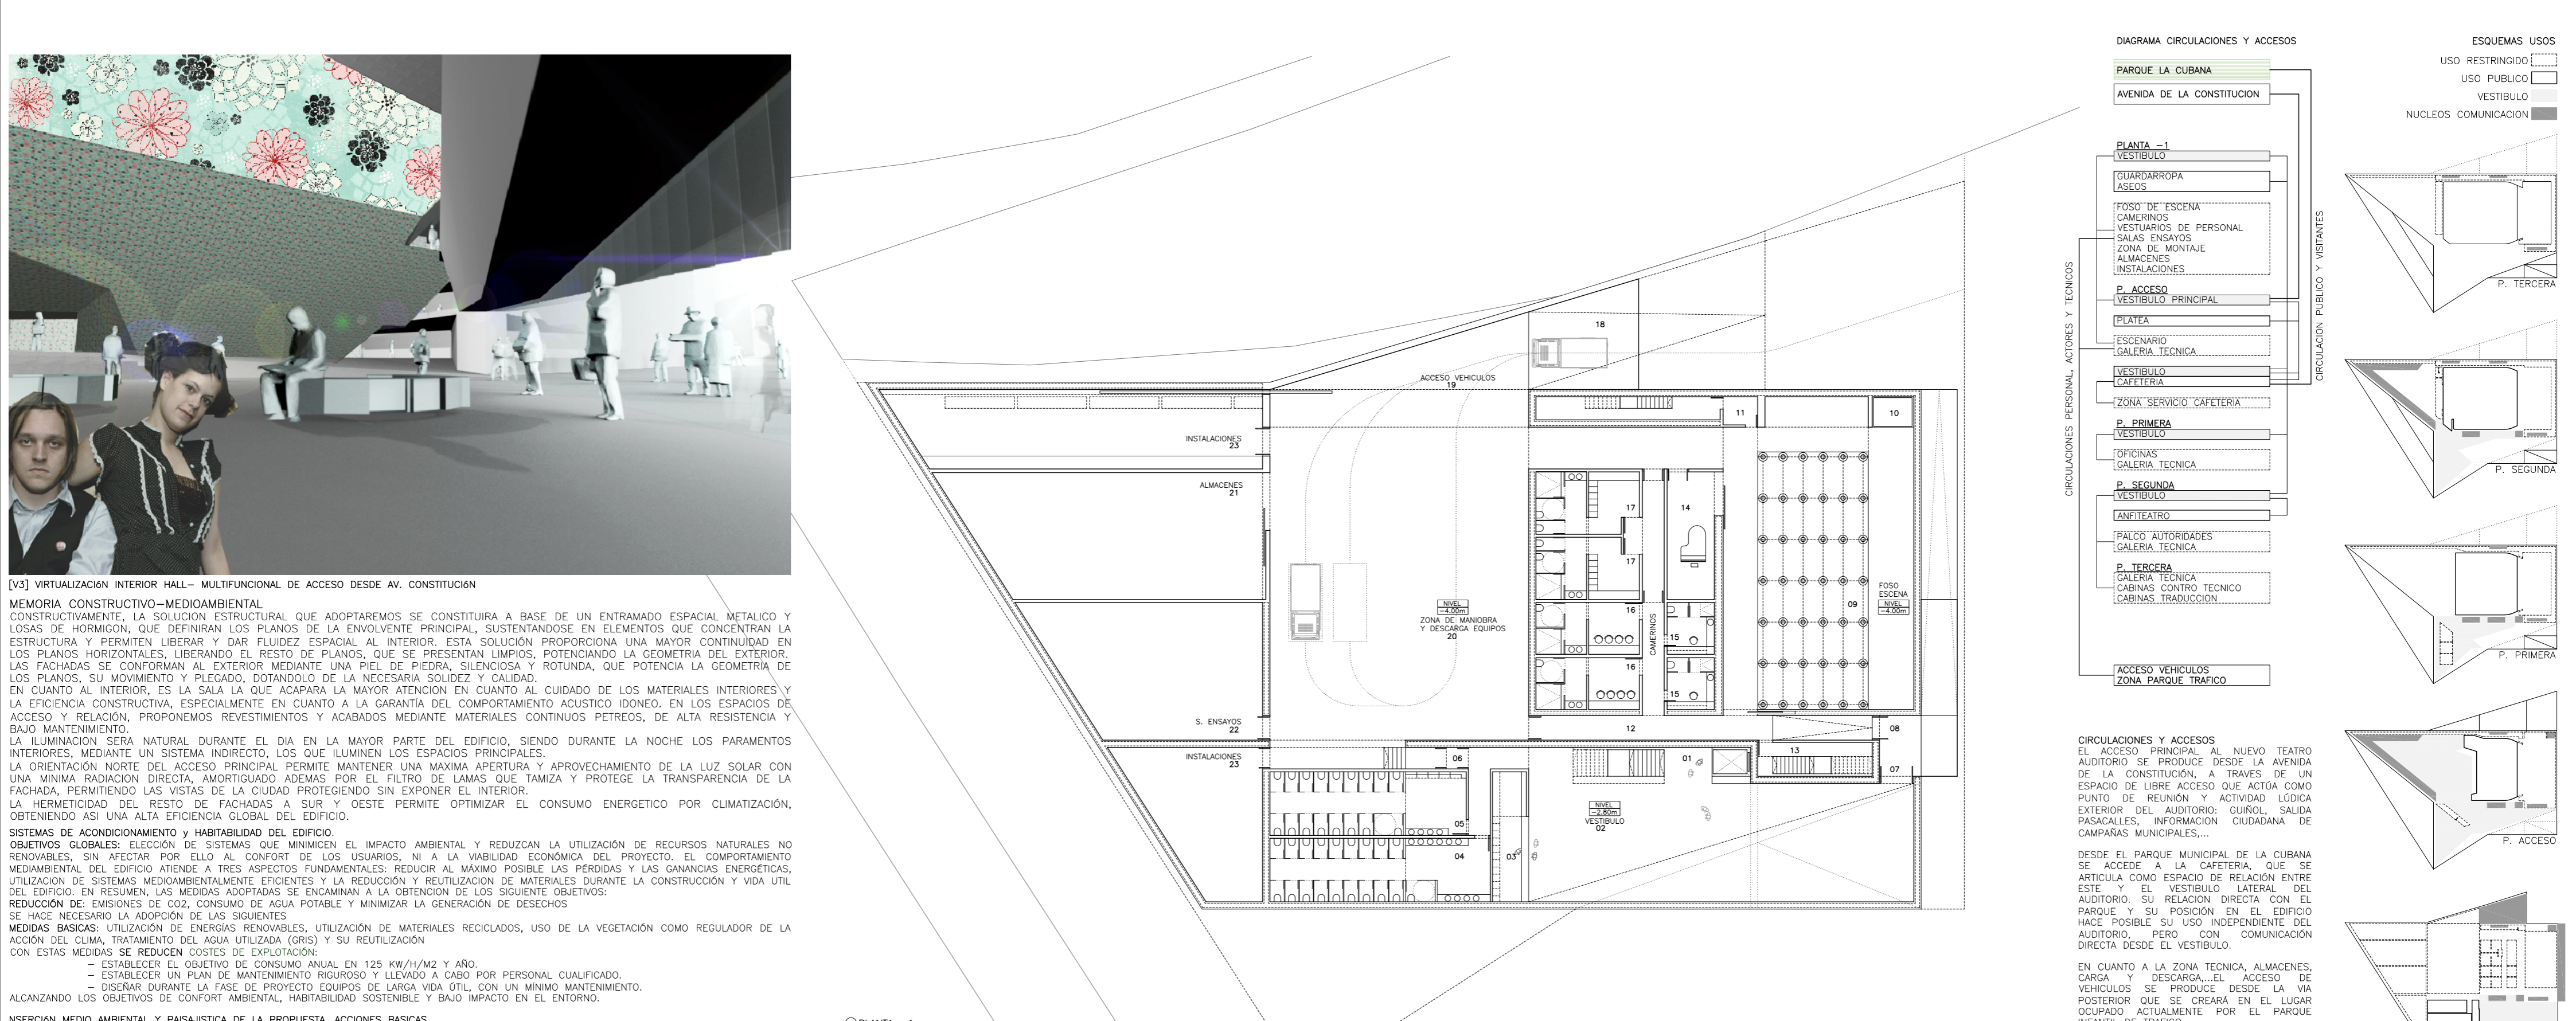 [V3] VIRTUALIZACIóN INTERIOR HALL- MULTIFUNCIONAL DE ACCESO DESDE AV. CONSTITUCIóN
MEMORIA CONSTRUCTIVO-MEDIOAMBIENTAL
CONSTRUCTIVAMENTE, LA SOLUCION ESTRUCTURAL QUE ADOPTAREMOS SE CONSTITUIRA A BASE DE UN ENTRAMADO ESPACIAL METALICO Y
LOSAS DE HORMIGON, QUE DEFINIRAN LOS PLANOS DE LA ENVOLVENTE PRINCIPAL, SUSTENTANDOSE EN ELEMENTOS QUE CONCENTRAN LA
ESTRUCTURA Y PERMITEN LIBERAR Y DAR FLUIDEZ ESPACIAL AL INTERIOR. ESTA SOLUCIÓN PROPORCIONA UNA MAYOR CONTINUIDAD EN
LOS PLANOS HORIZONTALES, LIBERANDO EL RESTO DE PLANOS, QUE SE PRESENTAN LIMPIOS, POTENCIANDO LA GEOMETRIA DEL EXTERIOR.
LAS FACHADAS SE CONFORMAN AL EXTERIOR MEDIANTE UNA PIEL DE PIEDRA, SILENCIOSA Y ROTUNDA, QUE POTENCIA LA GEOMETRÍA DE
LOS PLANOS, SU MOVIMIENTO Y PLEGADO, DOTANDOLO DE LA NECESARIA SOLIDEZ Y CALIDAD.
EN CUANTO AL INTERIOR, ES LA SALA LA QUE ACAPARA LA MAYOR ATENCION EN CUANTO AL CUIDADO DE LOS MATERIALES INTERIORES Y
LA EFICIENCIA CONSTRUCTIVA, ESPECIALMENTE EN CUANTO A LA GARANTÍA DEL COMPORTAMIENTO ACUSTICO IDONEO. EN LOS ESPACIOS DE
ACCESO Y RELACIÓN, PROPONEMOS REVESTIMIENTOS Y ACABADOS MEDIANTE MATERIALES CONTINUOS PETREOS, DE ALTA RESISTENCIA Y
BAJO MANTENIMIENTO.
LA ILUMINACION SERA NATURAL DURANTE EL DIA EN LA MAYOR PARTE DEL EDIFICIO, SIENDO DURANTE LA NOCHE LOS PARAMENTOS
INTERIORES, MEDIANTE UN SISTEMA INDIRECTO, LOS QUE ILUMINEN LOS ESPACIOS PRINCIPALES.
LA ORIENTACIÓN NORTE DEL ACCESO PRINCIPAL PERMITE MANTENER UNA MAXIMA APERTURA Y APROVECHAMIENTO DE LA LUZ SOLAR CON
UNA MINIMA RADIACION DIRECTA, AMORTIGUADO ADEMAS POR EL FILTRO DE LAMAS QUE TAMIZA Y PROTEGE LA TRANSPARENCIA DE LA
FACHADA, PERMITIENDO LAS VISTAS DE LA CIUDAD PROTEGIENDO SIN EXPONER EL INTERIOR.
LA HERMETICIDAD DEL RESTO DE FACHADAS A SUR Y OESTE PERMITE OPTIMIZAR EL CONSUMO ENERGETICO POR CLIMATIZACIÓN,
OBTENIENDO ASI UNA ALTA EFICIENCIA GLOBAL DEL EDIFICIO.
SISTEMAS DE ACONDICIONAMIENTO y HABITABILIDAD DEL EDIFICIO.
OBJETIVOS GLOBALES: ELECCIÓN DE SISTEMAS QUE MINIMICEN EL IMPACTO AMBIENTAL Y REDUZCAN LA UTILIZACIÓN DE RECURSOS NATURALES NO
RENOVABLES, SIN AFECTAR POR ELLO AL CONFORT DE LOS USUARIOS, NI A LA VIABILIDAD ECONÓMICA DEL PROYECTO. EL COMPORTAMIENTO
MEDIAMBIENTAL DEL EDIFICIO ATIENDE A TRES ASPECTOS FUNDAMENTALES: REDUCIR AL MÁXIMO POSIBLE LAS PÉRDIDAS Y LAS GANANCIAS ENERGÉTICAS,
UTILIZACION DE SISTEMAS MEDIOAMBIENTALMENTE EFICIENTES Y LA REDUCCIÓN Y REUTILIZACION DE MATERIALES DURANTE LA CONSTRUCCIÓN Y VIDA UTIL
DEL EDIFICIO. EN RESUMEN, LAS MEDIDAS ADOPTADAS SE ENCAMINAN A LA OBTENCION DE LOS SIGUIENTE OBJETIVOS:
REDUCCIÓN DE: EMISIONES DE CO2, CONSUMO DE AGUA POTABLE Y MINIMIZAR LA GENERACIÓN DE DESECHOS
SE HACE NECESARIO LA ADOPCIÓN DE LAS SIGUIENTES
MEDIDAS BASICAS: UTILIZACIÓN DE ENERGÍAS RENOVABLES, UTILIZACIÓN DE MATERIALES RECICLADOS, USO DE LA VEGETACIÓN COMO REGULADOR DE LA
ACCIÓN DEL CLIMA, TRATAMIENTO DEL AGUA UTILIZADA (GRIS) Y SU REUTILIZACIÓN
CON ESTAS MEDIDAS SE REDUCEN COSTES DE EXPLOTACIÓN:
- ESTABLECER EL OBJETIVO DE CONSUMO ANUAL EN 125 KW/H/M2 Y AÑO.
- ESTABLECER UN PLAN DE MANTENIMIENTO RIGUROSO Y LLEVADO A CABO POR PERSONAL CUALIFICADO.
- DISEÑAR DURANTE LA FASE DE PROYECTO EQUIPOS DE LARGA VIDA ÚTIL, CON UN MÍNIMO MANTENIMIENTO.
ALCANZANDO LOS OBJETIVOS DE CONFORT AMBIENTAL, HABITABILIDAD SOSTENIBLE Y BAJO IMPACTO EN EL ENTORNO.
NSERCIóN MEDIO AMBIENTAL Y PAISAJISTICA DE LA PROPUESTA. ACCIONES BASICAS
18
ACCESO VEHICULOS
19
11
10
INSTALACIONES
23
ALMACENES
21
17
14
17
FOSO
ESCENA
NIVEL
-4.00m
09
NIVEL
-4.00m
ZONA DE MANIOBRA
Y DESCARGA EQUIPOS
20
16
15
CAMERINOS
16
15
S. ENSAYOS
22
12
08
13
INSTALACIONES
23
06
01
07
NIVEL
-2.80m
VESTIBULO
02
05
04
03
DIAGRAMA CIRCULACIONES Y ACCESOS
PARQUE LA CUBANA
AVENIDA DE LA CONSTITUCION
PLANTA -1
VESTIBULO
GUARDARROPA
ASEOS
FOSO DE ESCENA
CAMERINOS
VESTUARIOS DE PERSONAL
SALAS ENSAYOS
ZONA DE MONTAJE
ALMACENES
INSTALACIONES
P. ACCESO
VESTIBULO PRINCIPAL
PLATEA
ESCENARIO
GALERIA TECNICA
VESTIBULO
CAFETERIA
ZONA SERVICIO CAFETERIA
P. PRIMERA
VESTIBULO
OFICINAS
GALERIA TECNICA
P. SEGUNDA
VESTIBULO
ANFITEATRO
PALCO AUTORIDADES
GALERIA TECNICA
P. TERCERA
GALERIA TECNICA
CABINAS CONTRO TECNICO
CABINAS TRADUCCION
ACCESO VEHICULOS
ZONA PARQUE TRAFICO
CIRCULACIONES PERSONAL, ACTORES Y TECNICOS
CIRCULACION PUBLICO Y VISITANTES
CIRCULACIONES Y ACCESOS
EL ACCESO PRINCIPAL AL NUEVO TEATRO
AUDITORIO SE PRODUCE DESDE LA AVENIDA
DE LA CONSTITUCIÓN, A TRAVES DE UN
ESPACIO DE LIBRE ACCESO QUE ACTÚA COMO
PUNTO DE REUNIÓN Y ACTIVIDAD LÚDICA
EXTERIOR DEL AUDITORIO: GUIÑOL, SALIDA
PASACALLES, INFORMACION CIUDADANA DE
CAMPAÑAS MUNICIPALES,...
DESDE EL PARQUE MUNICIPAL DE LA CUBANA
SE ACCEDE A LA CAFETERIA, QUE SE
ARTICULA COMO ESPACIO DE RELACIÓN ENTRE
ESTE Y EL VESTIBULO LATERAL DEL
AUDITORIO. SU RELACION DIRECTA CON EL
PARQUE Y SU POSICIÓN EN EL EDIFICIO
HACE POSIBLE SU USO INDEPENDIENTE DEL
AUDITORIO, PERO CON COMUNICACIÓN
DIRECTA DESDE EL VESTIBULO.
EN CUANTO A LA ZONA TECNICA, ALMACENES,
CARGA Y DESCARGA,...EL ACCESO DE
VEHICULOS SE PRODUCE DESDE LA VIA
POSTERIOR QUE SE CREARÁ EN EL LUGAR
OCUPADO ACTUALMENTE POR EL PARQUE
ESQUEMAS USOS
USO RESTRINGIDO
USO PUBLICO
VESTIBULO
NUCLEOS COMUNICACION
P. TERCERA
P. SEGUNDA
P. PRIMERA
P. ACCESO